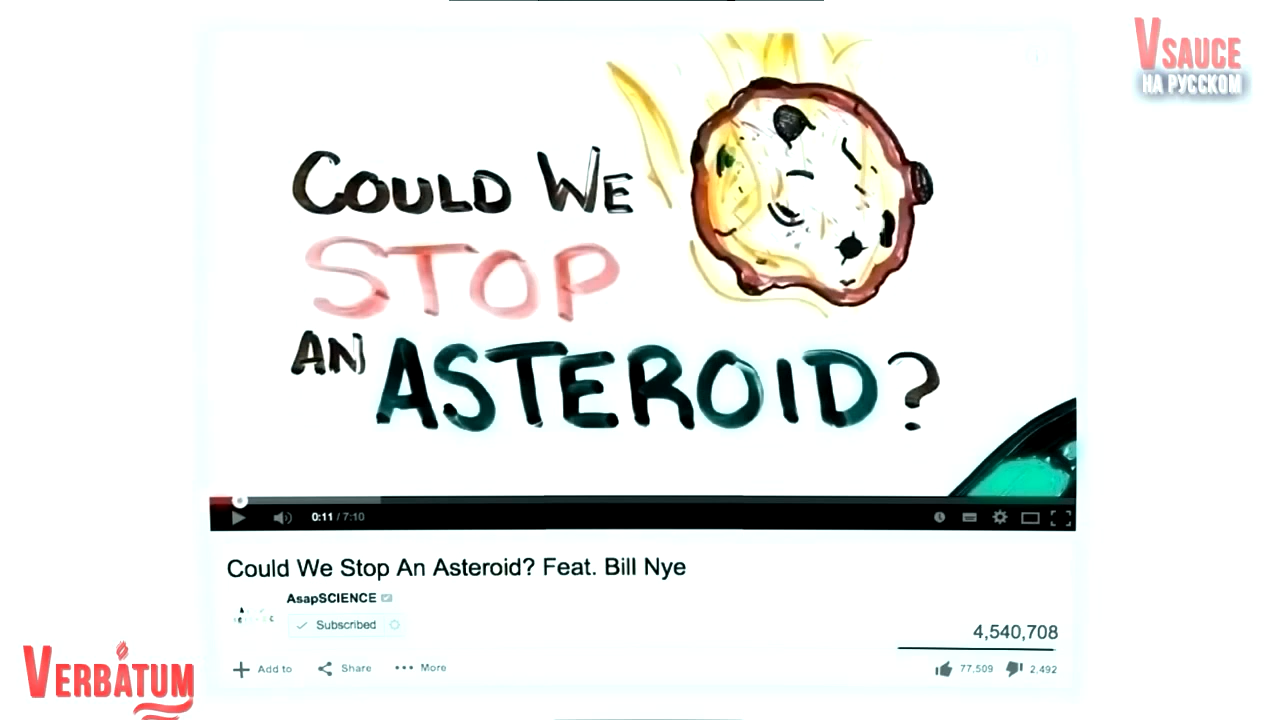 VSAUCE
НА РУССКОМ
COULD WE
STOP
AN ASTEROID?
0:11 / 7:10
Could We Stop An Asteroid? Feat. Bill Nye
AsapSCIENCE
Subscribed
4,540,708
Add to Share More 77,509 2,492
VERBATUM